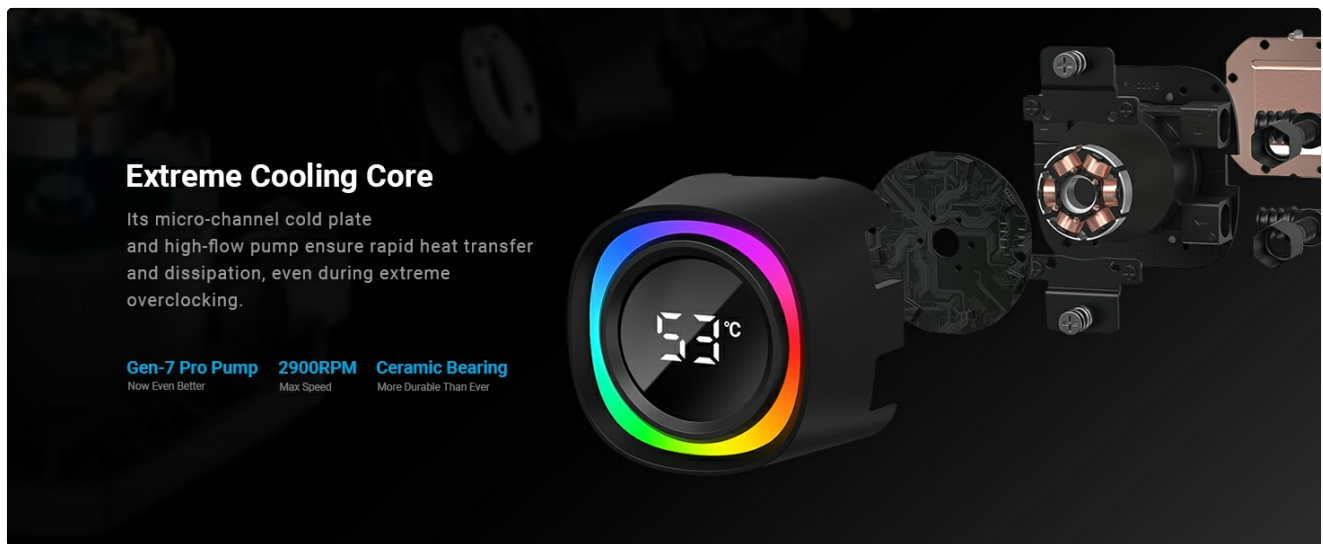 Extreme Cooling Core
Its micro-channel cold plate
and high-flow pump ensure rapid heat transfer
and dissipation, even during extreme
overclocking.
Gen-7 Pro Pump
Now Even Better
2900RPM
Max Speed
Ceramic Bearing
More Durable Than Ever
53 °C